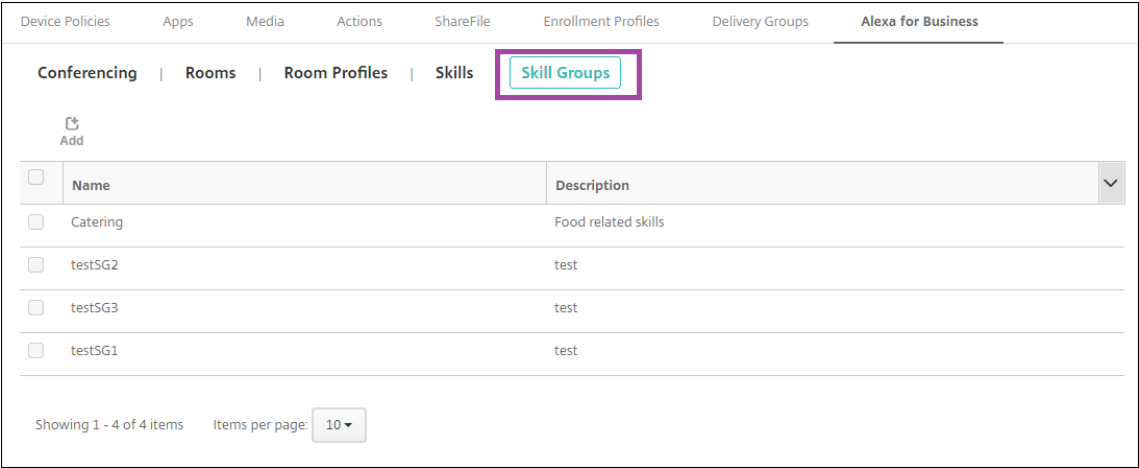 Device Policies Apps Media Actions ShareFile Enrollment Profiles Delivery Groups Alexa for Business
Conferencing | Rooms | Room Profiles | Skills Skill Groups
Add
Name Description
Catering Food related skills
testSG2 test
testSG3 test
testSG1 test
Showing 1 - 4 of 4 items Items per page: 10